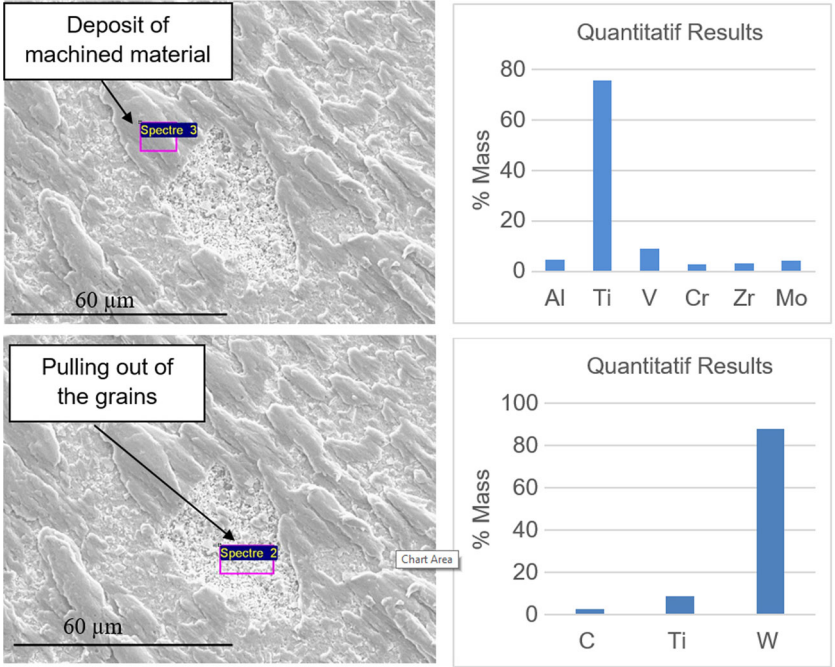 Deposit of
machined material
Spectre 3
60 µm
Quantitatif Results
% Mass
80
60
40
20
0
Al Ti V Cr Zr Mo
Pulling out of
the grains
Spectre 2
Chart Area
60 µm
Quantitatif Results
% Mass
100
80
60
40
20
0
C Ti W